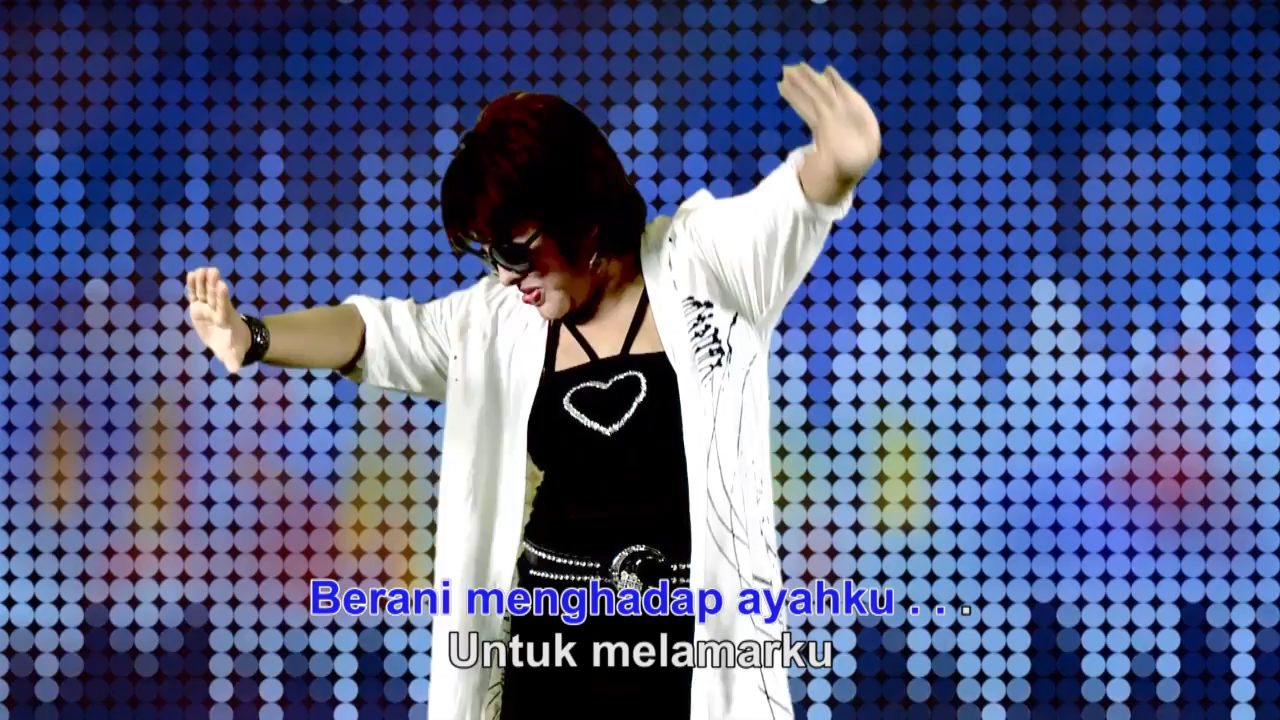 Berani menghadap ayahku . . .
Untuk melamarku